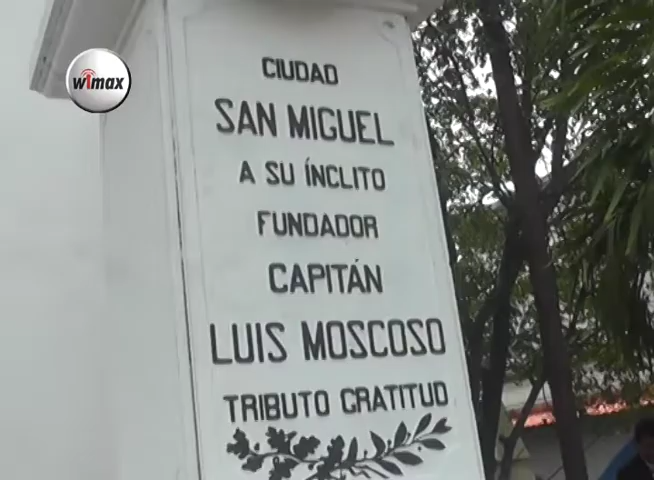 wimax
CIUDAD
SAN MIGUEL
A SU ÍNCLITO
FUNDADOR
CAPITÁN
LUIS MOSCOSO
TRIBUTO GRATITUD